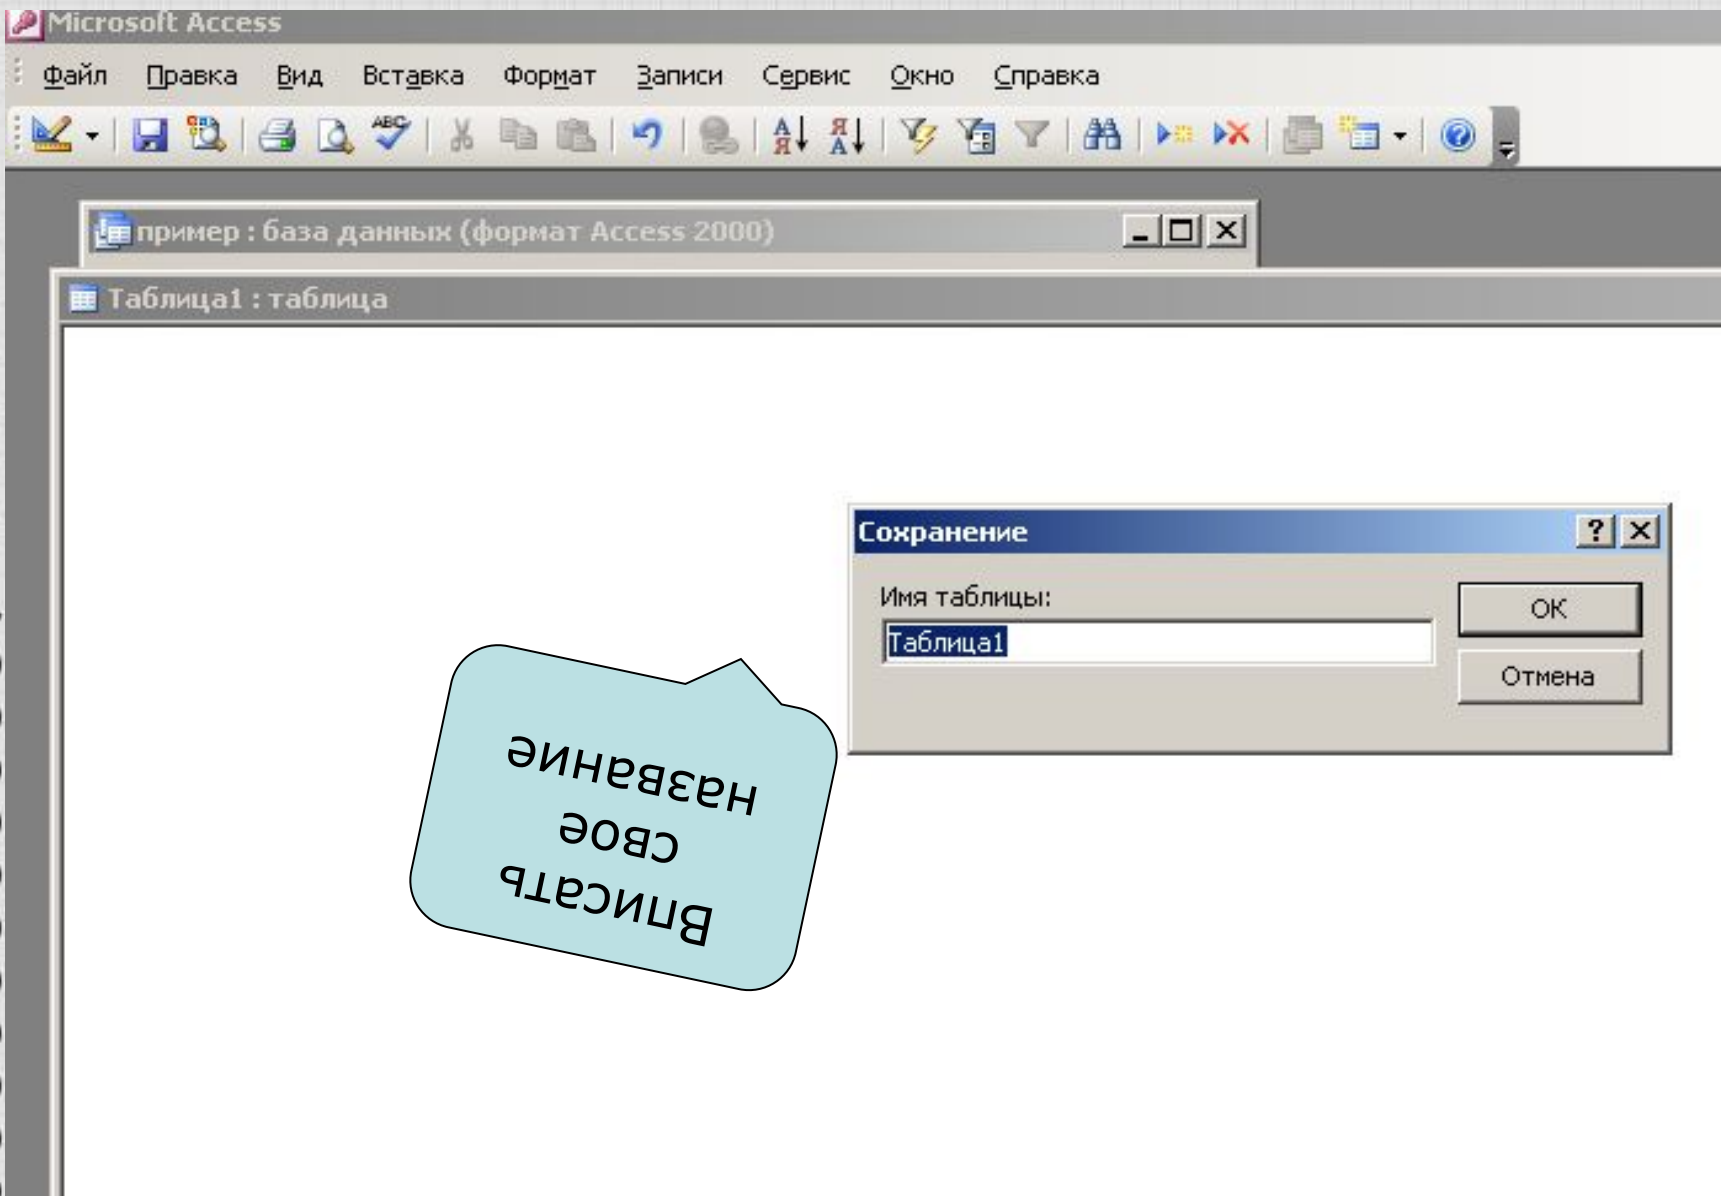 Microsoft Access
Файл Правка Вид Вставка Формат Записи Сервис Окно Справка
ABC
А Я Я А
пример : база данных (формат Access 2000)
Таблица1 : таблица
Сохранение
Имя таблицы:
ОК
Таблица1
Отмена
Вписать
свое
название